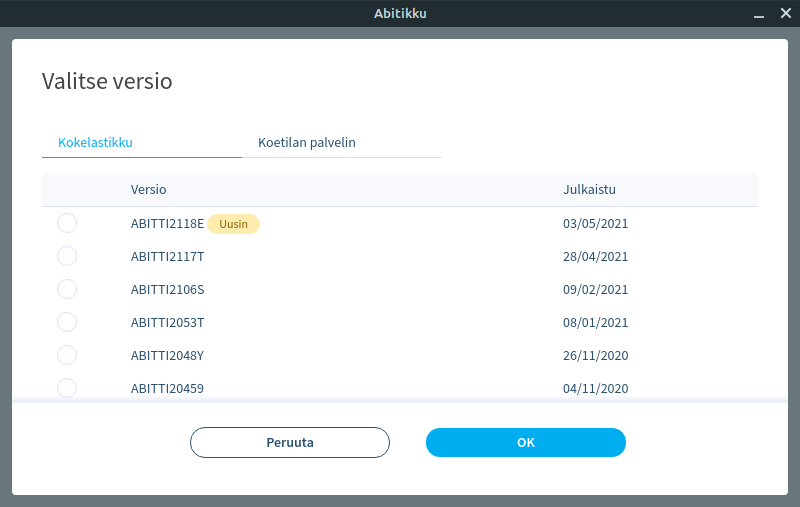 Abitikku
Valitse versio
Kokelastikku Koetilan palvelin
Versio Julkaistu
ABITTI2118E Uusin 03/05/2021
ABITTI2117T 28/04/2021
ABITTI2106S 09/02/2021
ABITTI2053T 08/01/2021
ABITTI2048Y 26/11/2020
ABITTI20459 04/11/2020
Peruuta OK